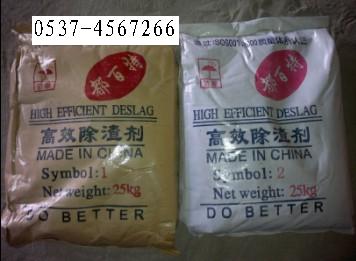 0537-4567266
HIGH EFFICIENT DESLAG
高效除渣剂
MADE IN CHINA
Symbol: 1
Net weight: 25kg
DO BETTER
HIGH EFFICIENT DESLAG
高效除渣剂
MADE IN CHINA
Symbol: 2
Net weight: 25kg
DO BETTER